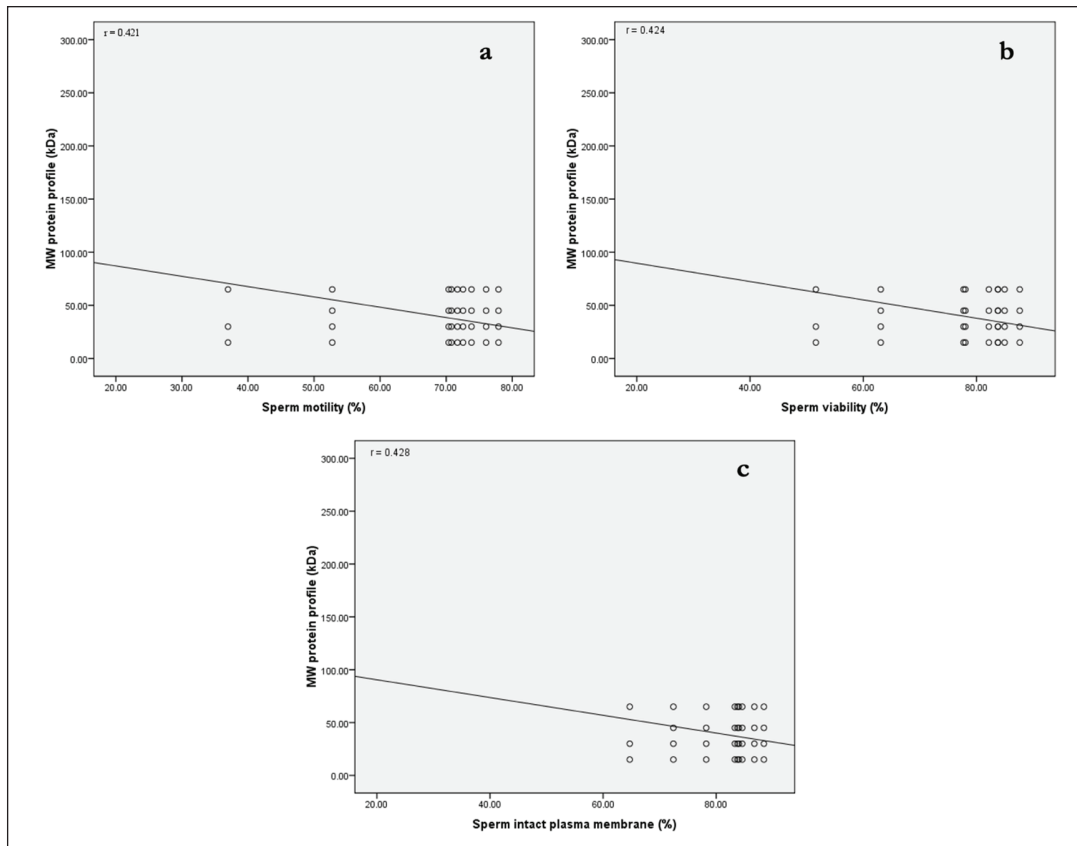 r = 0.421
a
300.00
250.00
200.00
150.00
100.00
50.00
0.00
MW protein profile (kDa)
20.00 30.00 40.00 50.00 60.00 70.00 80.00
Sperm motility (%)
r = 0.424
b
300.00
250.00
200.00
150.00
100.00
50.00
0.00
MW protein profile (kDa)
20.00 40.00 60.00 80.00
Sperm viability (%)
r = 0.428
c
300.00
250.00
200.00
150.00
100.00
50.00
0.00
MW protein profile (kDa)
20.00 40.00 60.00 80.00
Sperm intact plasma membrane (%)